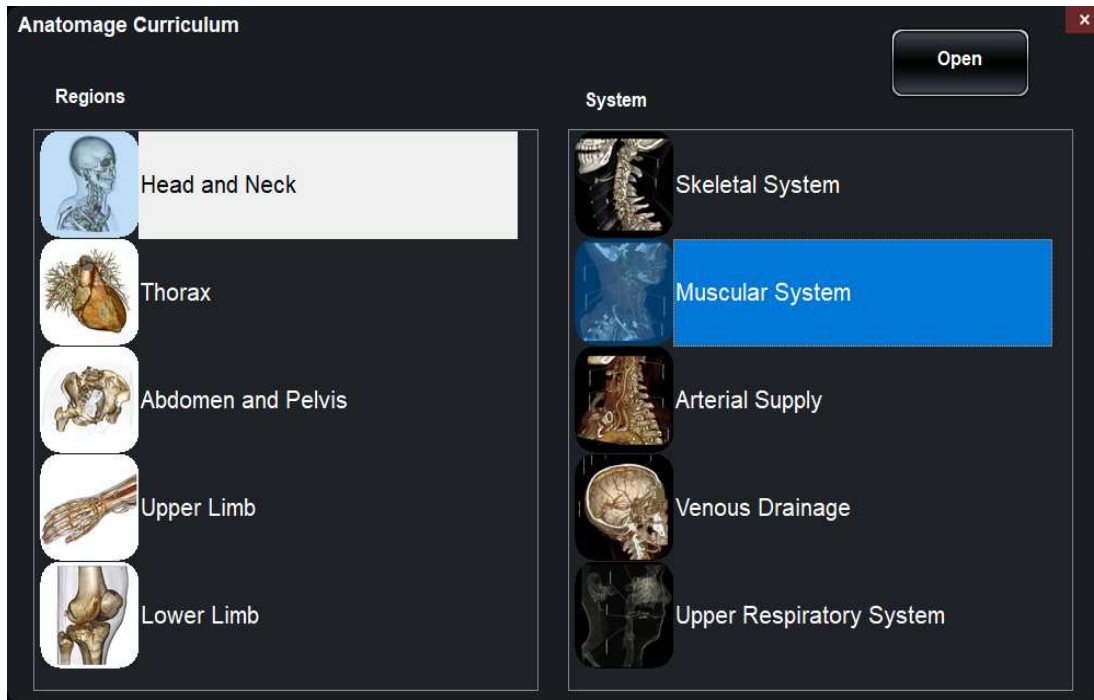 Anatomage Curriculum
×
Open
Regions
Head and Neck
Thorax
Abdomen and Pelvis
Upper Limb
Lower Limb
System
Skeletal System
Muscular System
Arterial Supply
Venous Drainage
Upper Respiratory System